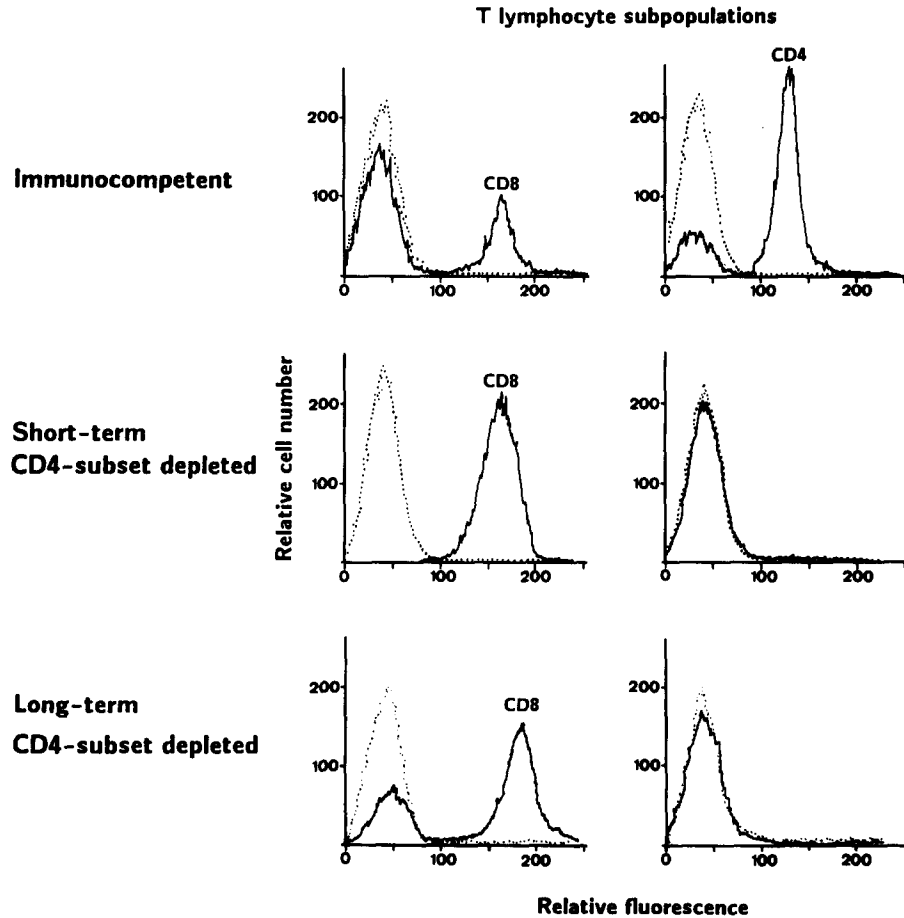 T lymphocyte subpopulations
Immunocompetent
200
100
CD8
0 100 200
200
100
CD4
0 100 200
Short-term
CD4-subset depleted
Relative cell number
200
100
CD8
0 100 200
200
100
0 100 200
Long-term
CD4-subset depleted
200
100
CD8
0 100 200
200
100
0 100 200
Relative fluorescence